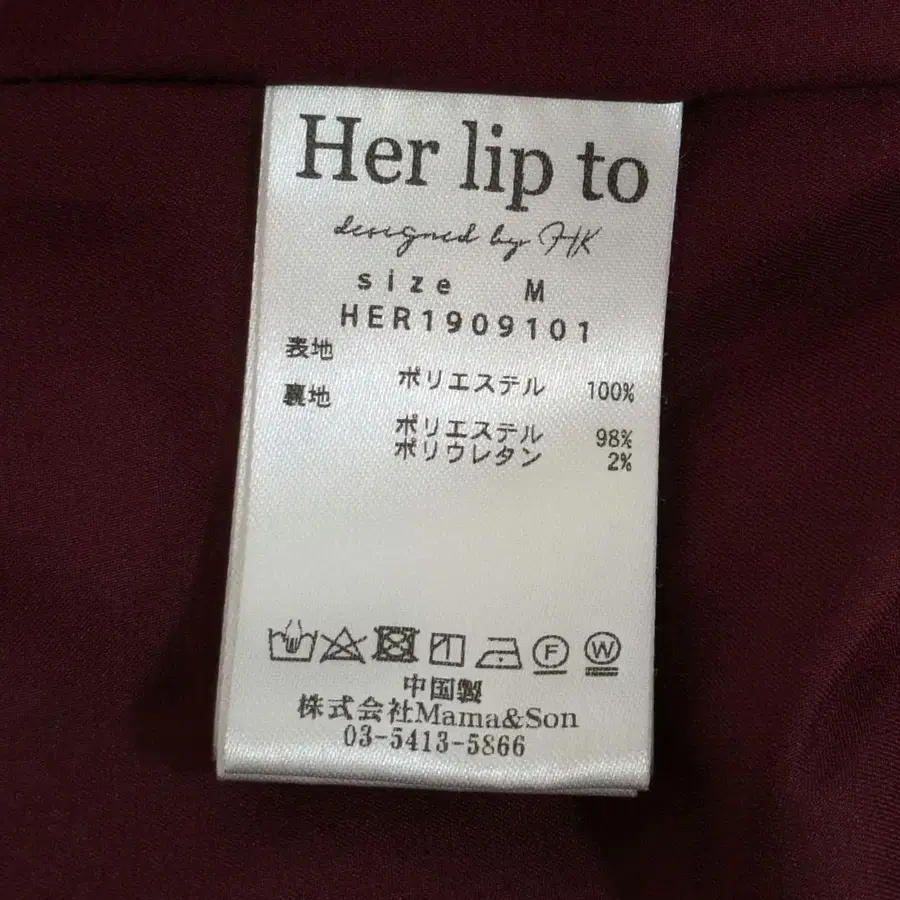 Her lip to
designed by HK
size M
HER1909101
表地
ポリエステル 100%
裏地
ポリエステル 98%
ポリウレタン 2%
F W
中国製
株式会社Mama&Son
03-5413-5866